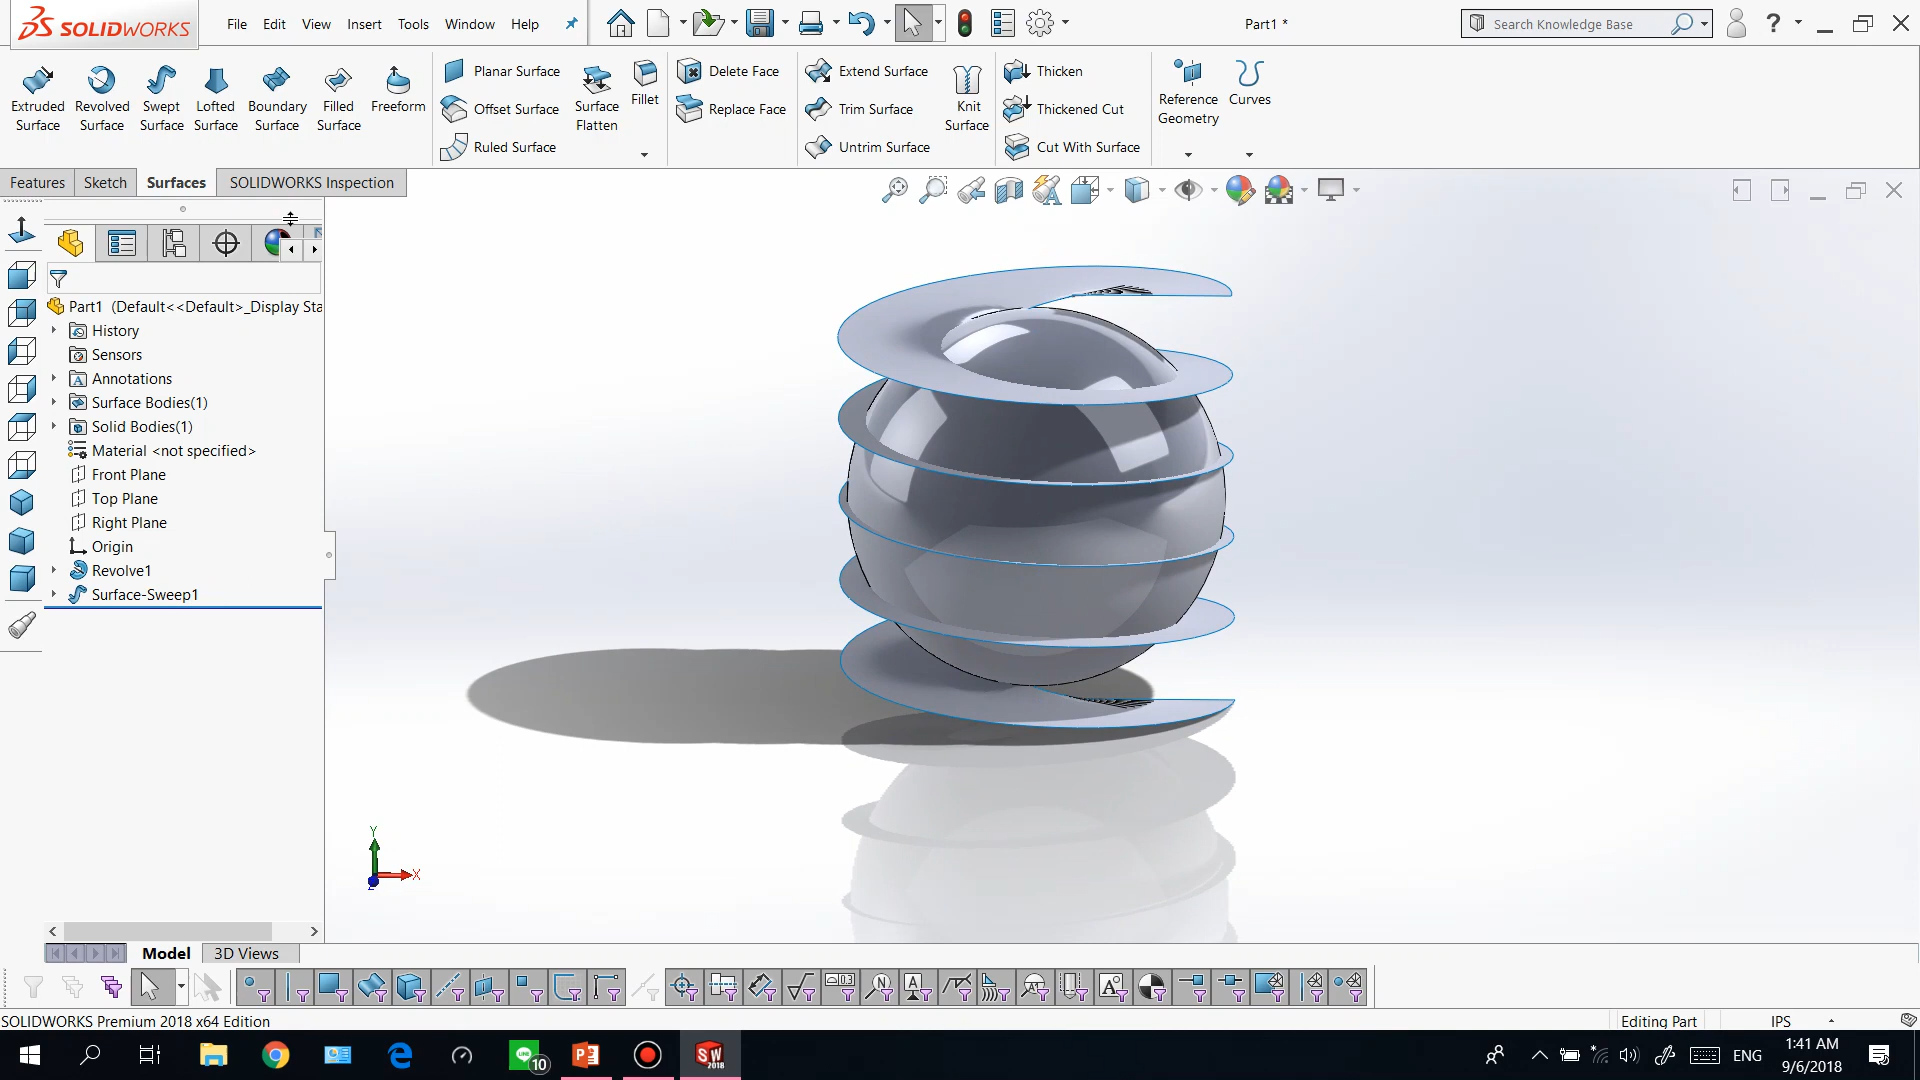 SOLIDWORKS
File Edit View Insert Tools Window Help
Part1 *
Search Knowledge Base
?
Extruded Surface
Revolved Surface
Swept Surface
Lofted Surface
Boundary Surface
Filled Surface
Freeform
Planar Surface
Offset Surface
Ruled Surface
Surface Flatten
Fillet
Delete Face
Replace Face
Extend Surface
Trim Surface
Untrim Surface
Knit Surface
Thicken
Thickened Cut
Cut With Surface
Reference Geometry
Curves
Features Sketch Surfaces SOLIDWORKS Inspection
Part1 (Default<<Default>_Display Sta
History
Sensors
Annotations
Surface Bodies(1)
Solid Bodies(1)
Material <not specified>
Front Plane
Top Plane
Right Plane
Origin
Revolve1
Surface-Sweep1
Y
X
Z
Model 3D Views
SOLIDWORKS Premium 2018 x64 Edition
Editing Part
IPS
10
SW
2018
ENG
1:41 AM
9/6/2018